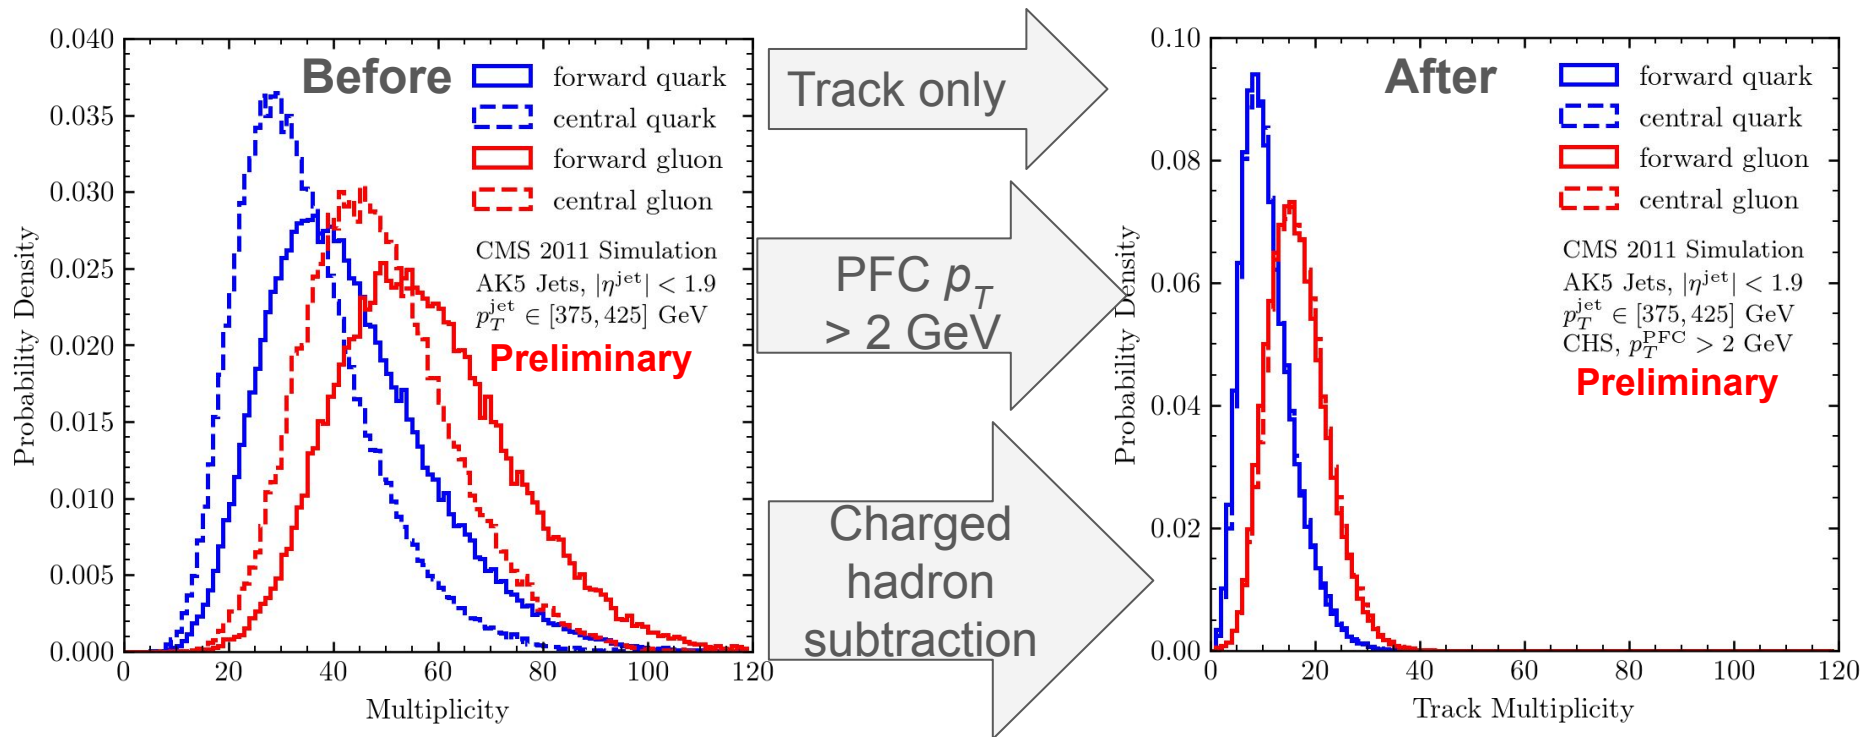 Before
0.040
0.035
0.030
0.025
0.020
0.015
0.010
0.005
0.000
Probability Density
0 20 40 60 80 100 120
Multiplicity
forward quark
central quark
forward gluon
central gluon
CMS 2011 Simulation
AK5 Jets, |η^jet| < 1.9
p_T^jet ∈ [375, 425] GeV
Preliminary
Track only
PFC p_T
> 2 GeV
Charged
hadron
subtraction
After
0.10
0.08
0.06
0.04
0.02
0.00
Probability Density
0 20 40 60 80 100 120
Track Multiplicity
forward quark
central quark
forward gluon
central gluon
CMS 2011 Simulation
AK5 Jets, |η^jet| < 1.9
p_T^jet ∈ [375, 425] GeV
CHS, p_T^PFC > 2 GeV
Preliminary